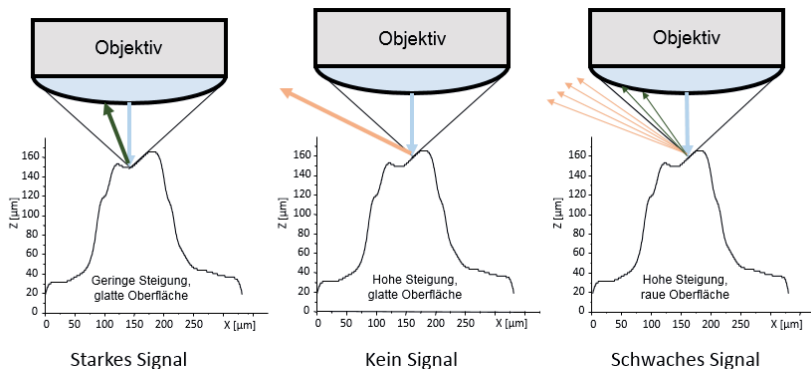 Objektiv
Z [µm]
160
140
120
100
80
60
40
20
0
0 50 100 150 200 250
X [µm]
Geringe Steigung,
glatte Oberfläche
Starkes Signal
Objektiv
Z [µm]
160
140
120
100
80
60
40
20
0
0 50 100 150 200 250
X [µm]
Hohe Steigung,
glatte Oberfläche
Kein Signal
Objektiv
Z [µm]
160
140
120
100
80
60
40
20
0
0 50 100 150 200 250
X [µm]
Hohe Steigung,
raue Oberfläche
Schwaches Signal